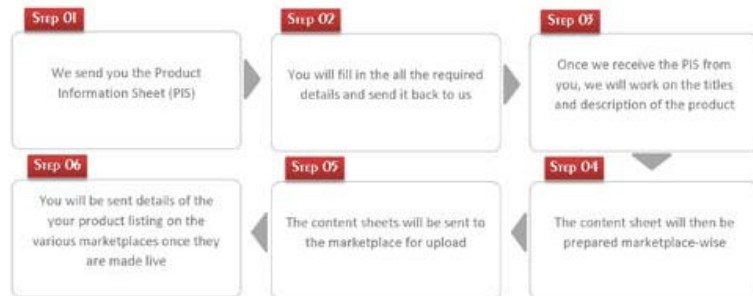 STEP 01
We send you the Product
Information Sheet (PIS)
STEP 02
You will fill in the all the required
details and send it back to us
STEP 03
Once we receive the PIS from
you, we will work on the titles
and description of the product
STEP 04
The content sheet will then be
prepared marketplace-wise
STEP 05
The content sheets will be sent to
the marketplace for upload
STEP 06
You will be sent details of the
your product listing on the
various marketplaces once they
are made live